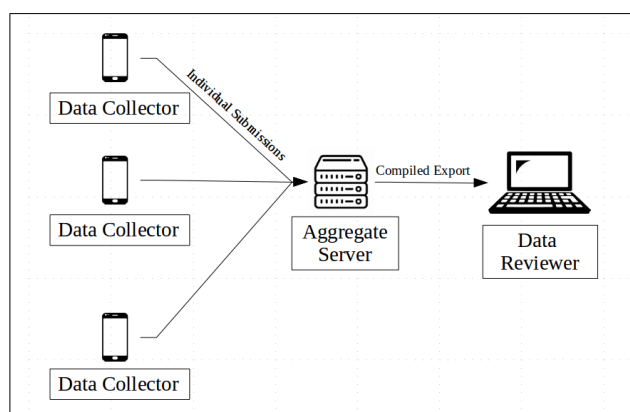 Data Collector
Individual Submissions
Data Collector
Data Collector
Aggregate
Server
Compiled Export
Data
Reviewer